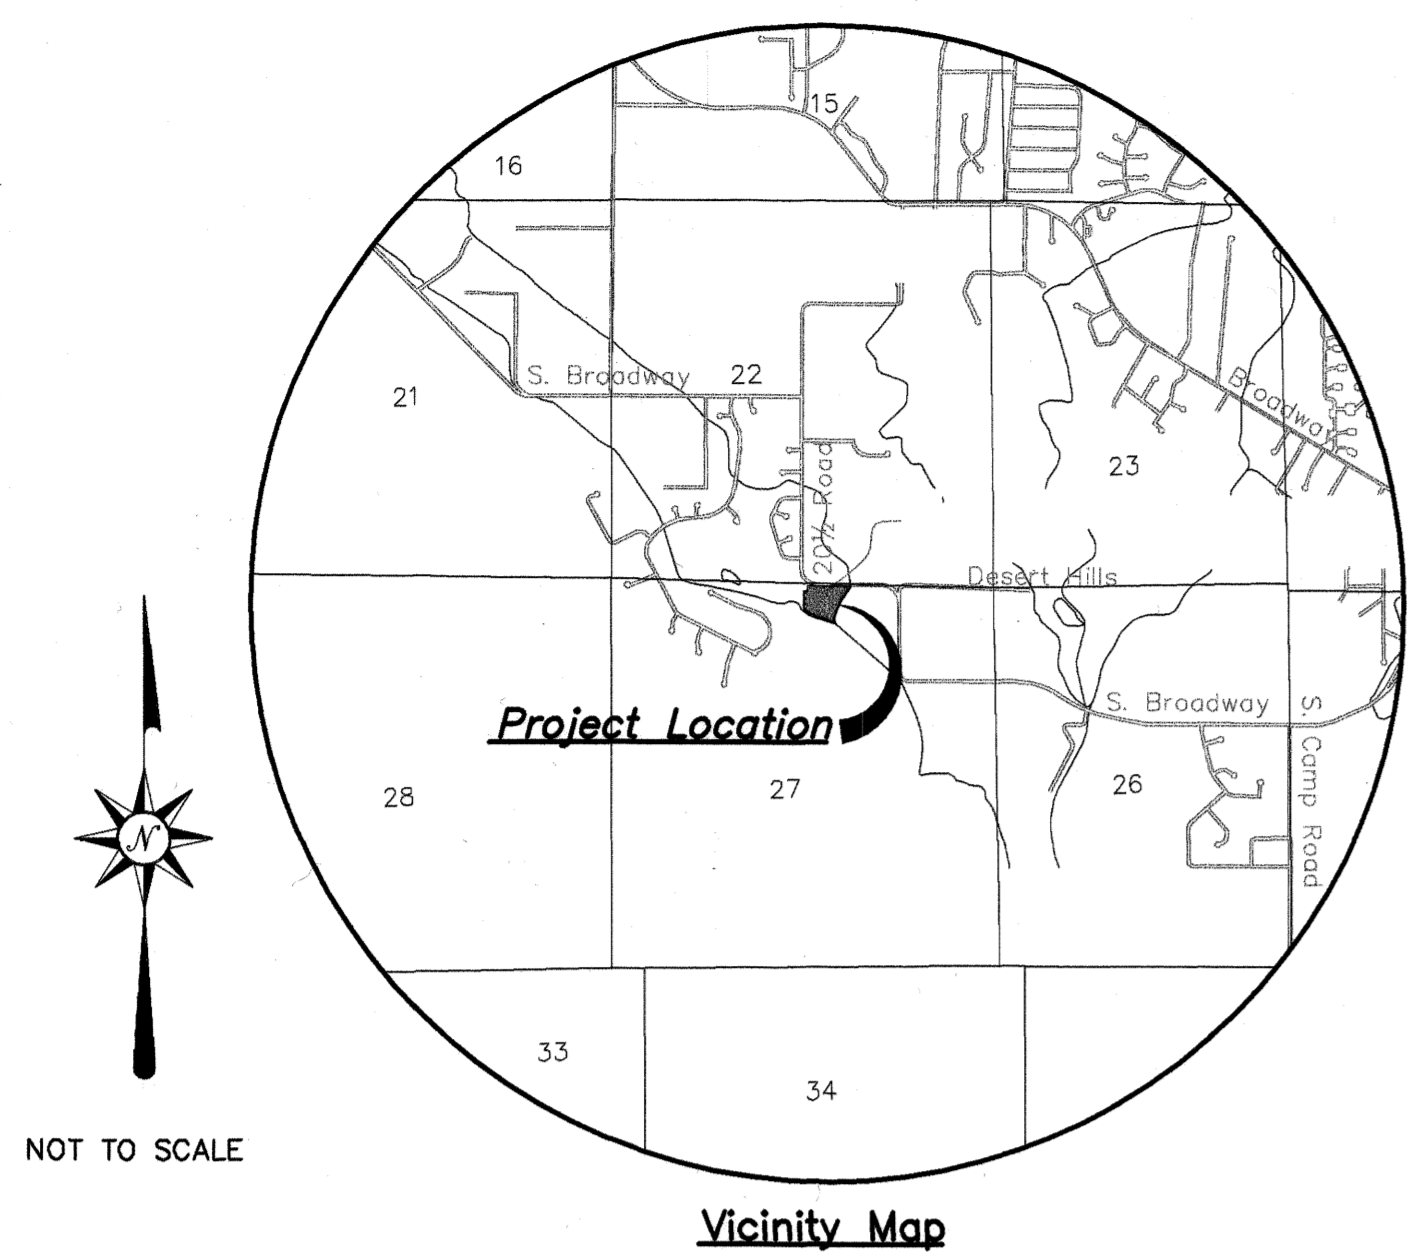 15
16
S. Broadway
22
21
Broadway
23
20½ Road
Desert Hills
Project Location
S. Broadway
S. Camp Road
28
27
26
N
33
34
NOT TO SCALE
Vicinity Map